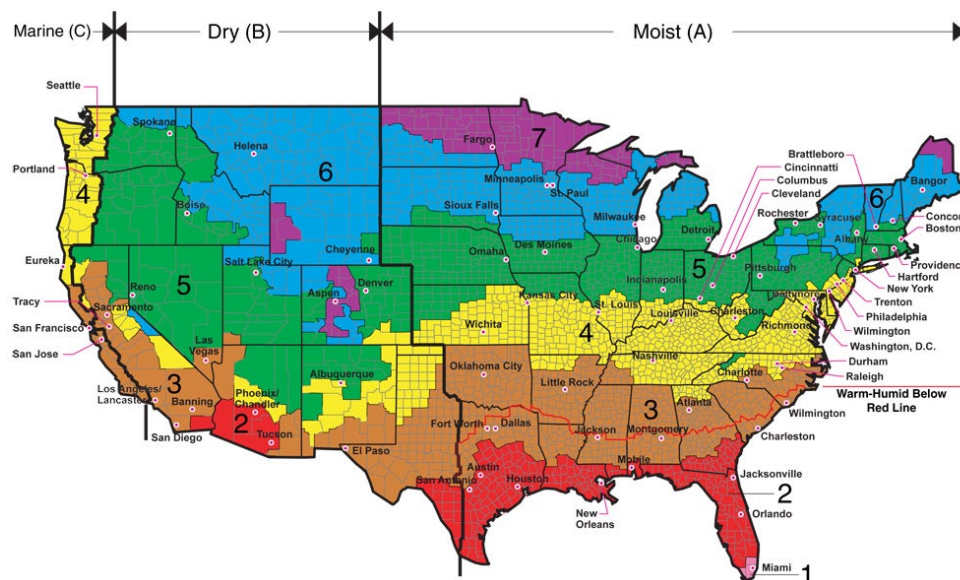 Marine (C)
Dry (B)
Moist (A)
Seattle
Spokane
Helena
Fargo
7
Brattleboro
Cincinnatti
Columbus
Cleveland
Portland
4
6
Minneapolis
St. Paul
6
Bangor
Boise
Sioux Falls
Milwaukee
Rochester
Syracuse
Concord
Detroit
Albany
Boston
Eureka
Cheyenne
Omaha
Des Moines
Chicago
Salt Lake City
5
Providence
Reno
5
Indianapolis
Pittsburgh
Hartford
Tracy
Sacramento
Aspen
Denver
New York
Kansas City
St. Louis
Baltimore
Trenton
San Francisco
Wichita
4
Louisville
Charleston
Philadelphia
Richmond
Wilmington
San Jose
Las
Vegas
Nashville
Washington, D.C.
3
Albuquerque
Oklahoma City
Durham
Charlotte
Raleigh
Los Angeles/
Lancaster
Phoenix/
Chandler
Little Rock
Warm-Humid Below
Red Line
Banning
2
3
Atlanta
Wilmington
San Diego
Tucson
Fort Worth
Dallas
Jackson
Montgomery
Charleston
El Paso
Mobile
Austin
San Antonio
Houston
Jacksonville
2
New
Orleans
Orlando
Miami
1